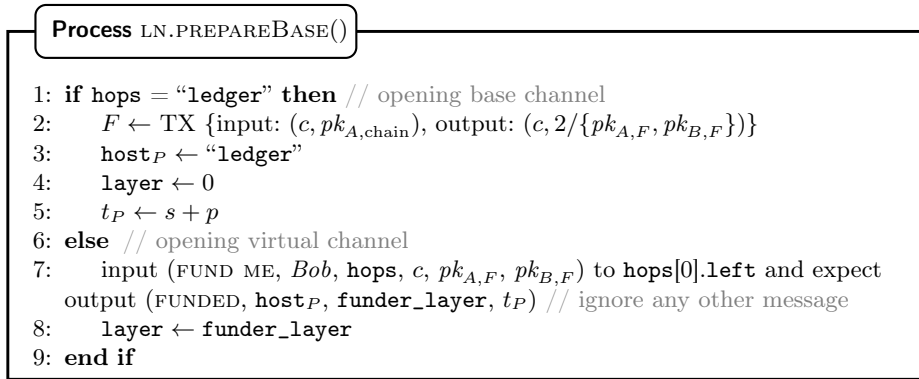 Process LN.PREPAREBASE()
1: if hops = “ledger” then // opening base channel
2: F ← TX {input: (c, pk_{A,chain}), output: (c, 2/{pk_{A,F}, pk_{B,F}})}
3: host_P ← “ledger”
4: layer ← 0
5: t_P ← s + p
6: else // opening virtual channel
7: input (FUND ME, Bob, hops, c, pk_{A,F}, pk_{B,F}) to hops[0].left and expect
output (FUNDED, host_P, funder_layer, t_P) // ignore any other message
8: layer ← funder_layer
9: end if